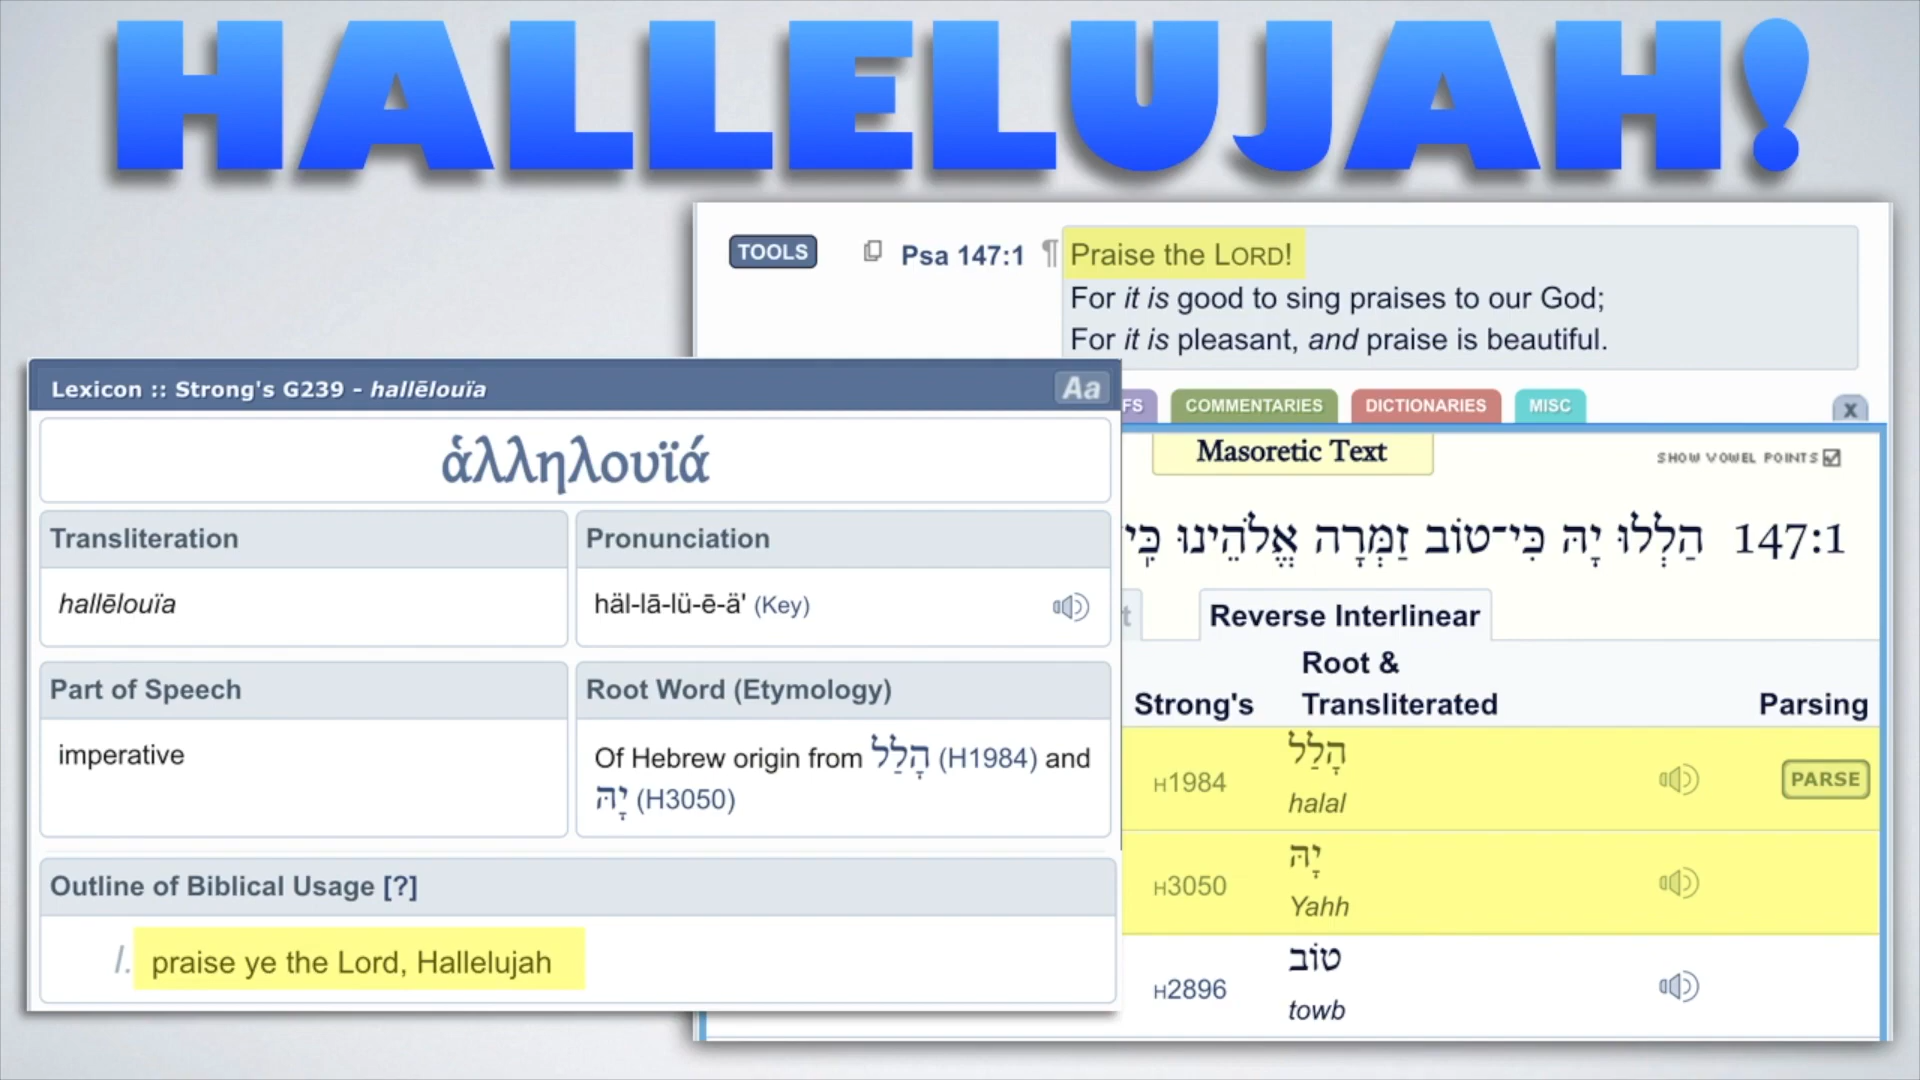 HALLELUJAH!
TOOLS Psa 147:1 ¶ Praise the LORD!
For it is good to sing praises to our God;
For it is pleasant, and praise is beautiful.
FS COMMENTARIES DICTIONARIES MISC X
Masoretic Text SHOW VOWEL POINTS
147:1 הַלְלוּ יָהּ כִּי־טוֹב זַמְּרָה אֱלֹהֵינוּ כִּי
t Reverse Interlinear
Strong's Root & Transliterated Parsing
H1984 הָלַל halal PARSE
H3050 יָהּ Yahh
H2896 טוֹב towb
Lexicon :: Strong's G239 - hallēlouïa Aa
ἁλληλουϊά
Transliteration
hallēlouïa
Pronunciation
häl-lā-lü-ē-ä' (Key)
Part of Speech
imperative
Root Word (Etymology)
Of Hebrew origin from הָלַל (H1984) and
יָהּ (H3050)
Outline of Biblical Usage [?]
I. praise ye the Lord, Hallelujah